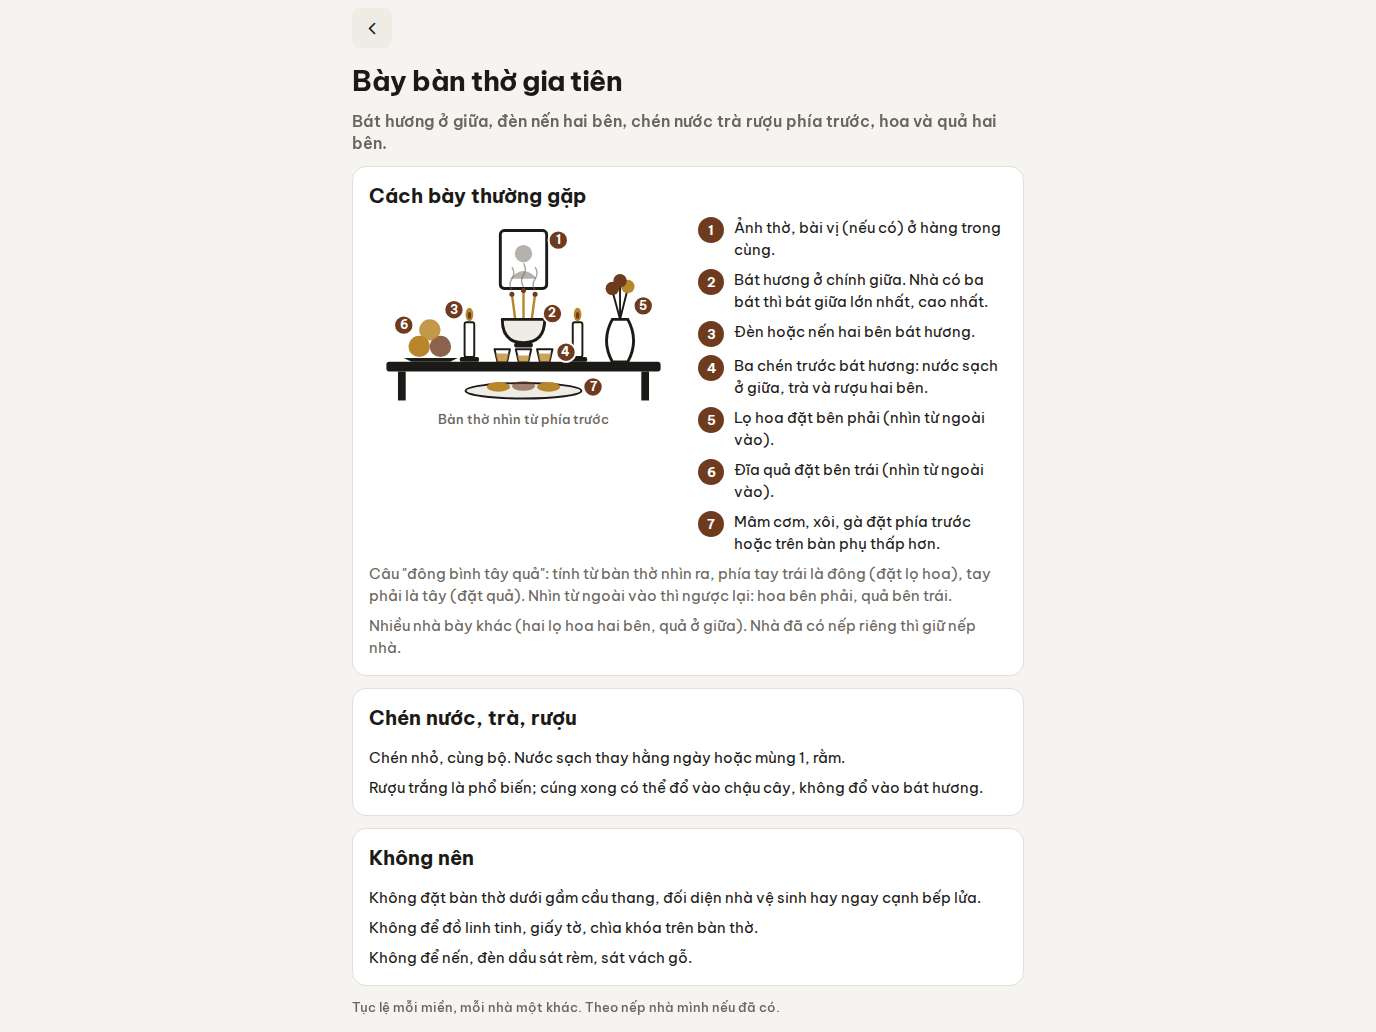 Bày bàn thờ gia tiên
Bát hương ở giữa, đèn nến hai bên, chén nước trà rượu phía trước, hoa và quả hai
bên.
Cách bày thường gặp
1
2
3
4
5
6
7
Bàn thờ nhìn từ phía trước
1 Ảnh thờ, bài vị (nếu có) ở hàng trong
cùng.
2 Bát hương ở chính giữa. Nhà có ba
bát thì bát giữa lớn nhất, cao nhất.
3 Đèn hoặc nến hai bên bát hương.
4 Ba chén trước bát hương: nước sạch
ở giữa, trà và rượu hai bên.
5 Lọ hoa đặt bên phải (nhìn từ ngoài
vào).
6 Đĩa quả đặt bên trái (nhìn từ ngoài
vào).
7 Mâm cơm, xôi, gà đặt phía trước
hoặc trên bàn phụ thấp hơn.
Câu "đông bình tây quả": tính từ bàn thờ nhìn ra, phía tay trái là đông (đặt lọ hoa), tay
phải là tây (đặt quả). Nhìn từ ngoài vào thì ngược lại: hoa bên phải, quả bên trái.
Nhiều nhà bày khác (hai lọ hoa hai bên, quả ở giữa). Nhà đã có nếp riêng thì giữ nếp
nhà.
Chén nước, trà, rượu
Chén nhỏ, cùng bộ. Nước sạch thay hằng ngày hoặc mùng 1, rằm.
Rượu trắng là phổ biến; cúng xong có thể đổ vào chậu cây, không đổ vào bát hương.
Không nên
Không đặt bàn thờ dưới gầm cầu thang, đối diện nhà vệ sinh hay ngay cạnh bếp lửa.
Không để đồ linh tinh, giấy tờ, chìa khóa trên bàn thờ.
Không để nến, đèn dầu sát rèm, sát vách gỗ.
Tục lệ mỗi miền, mỗi nhà một khác. Theo nếp nhà mình nếu đã có.